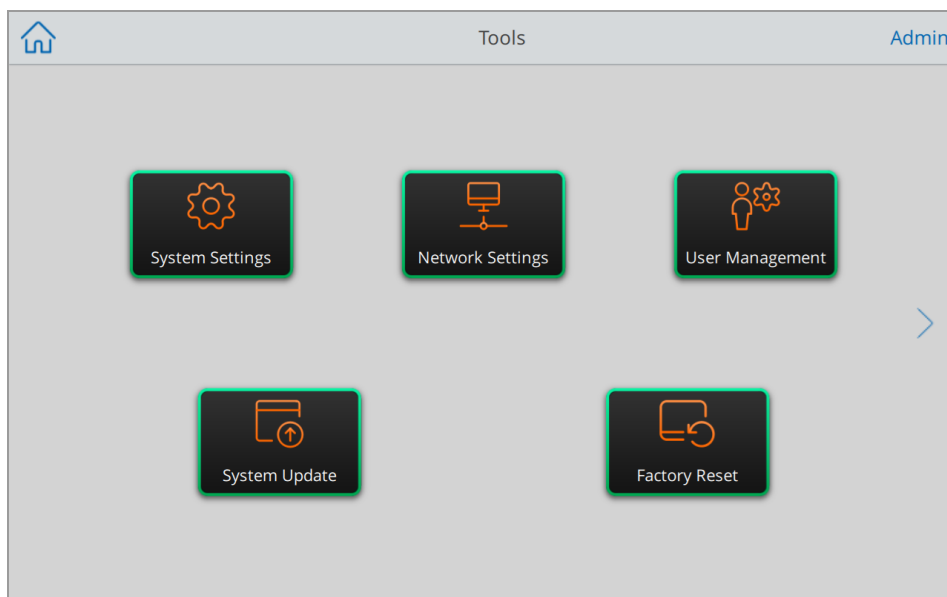 Tools
Admin
System Settings
Network Settings
User Management
System Update
Factory Reset